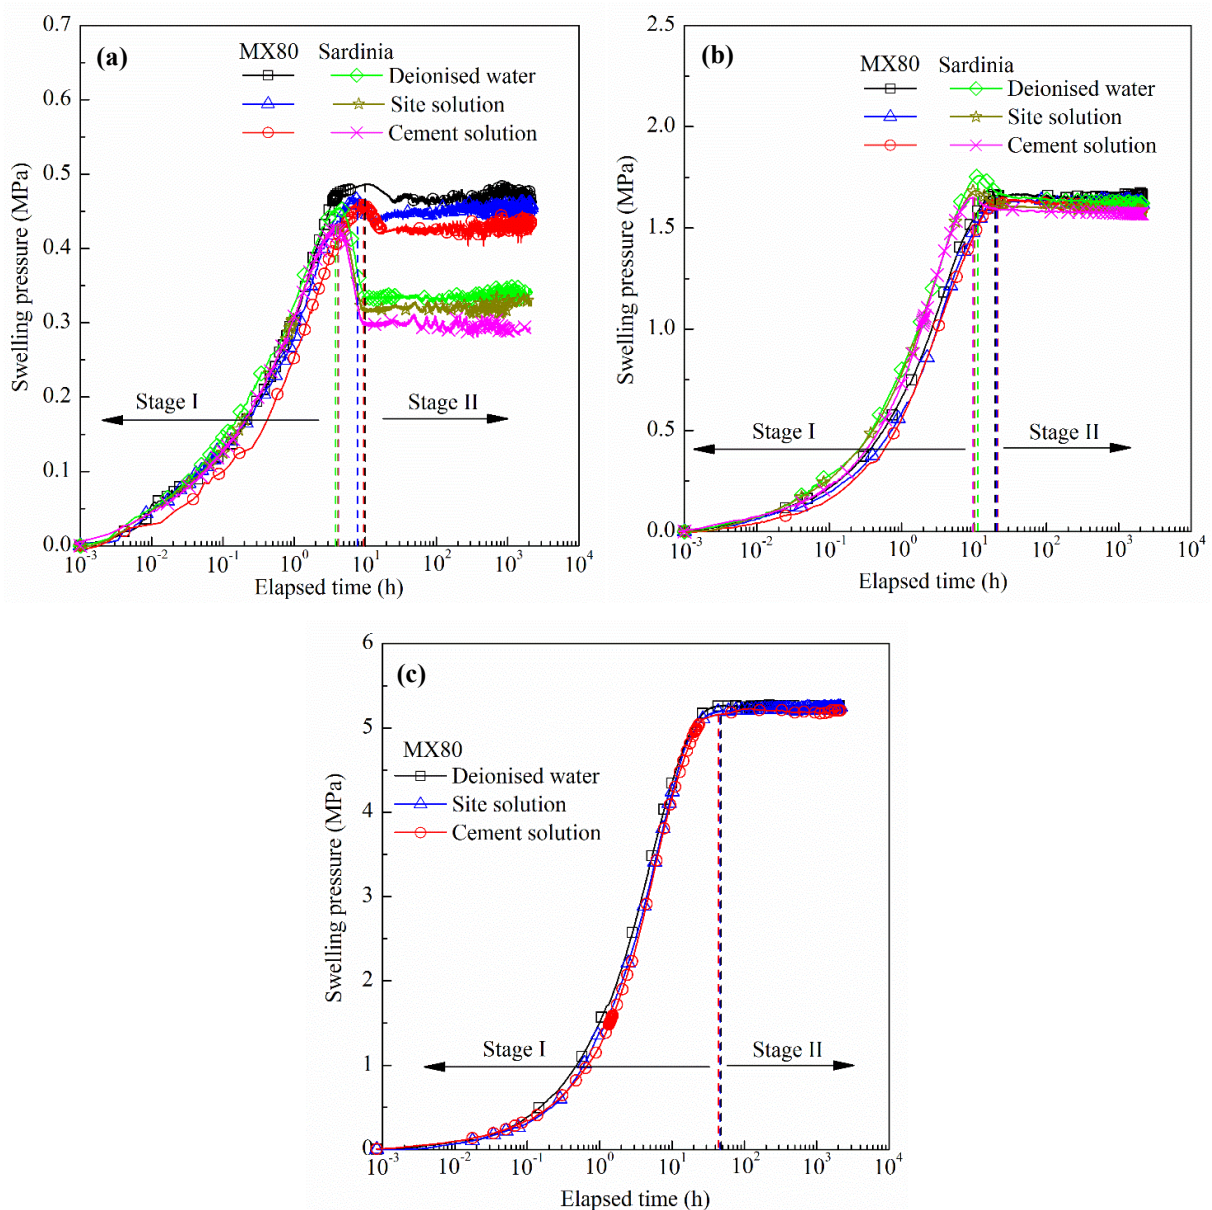 (a)
MX80 Sardinia
Deionised water
Site solution
Cement solution
Swelling pressure (MPa)
0.7
0.6
0.5
0.4
0.3
0.2
0.1
0.0
Stage I
Stage II
10⁻³ 10⁻² 10⁻¹ 10⁰ 10¹ 10² 10³ 10⁴
Elapsed time (h)
(b)
MX80 Sardinia
Deionised water
Site solution
Cement solution
Swelling pressure (MPa)
2.5
2.0
1.5
1.0
0.5
0.0
Stage I
Stage II
10⁻³ 10⁻² 10⁻¹ 10⁰ 10¹ 10² 10³ 10⁴
Elapsed time (h)
(c)
MX80
Deionised water
Site solution
Cement solution
Swelling pressure (MPa)
6
5
4
3
2
1
0
Stage I
Stage II
10⁻³ 10⁻² 10⁻¹ 10⁰ 10¹ 10² 10³ 10⁴
Elapsed time (h)